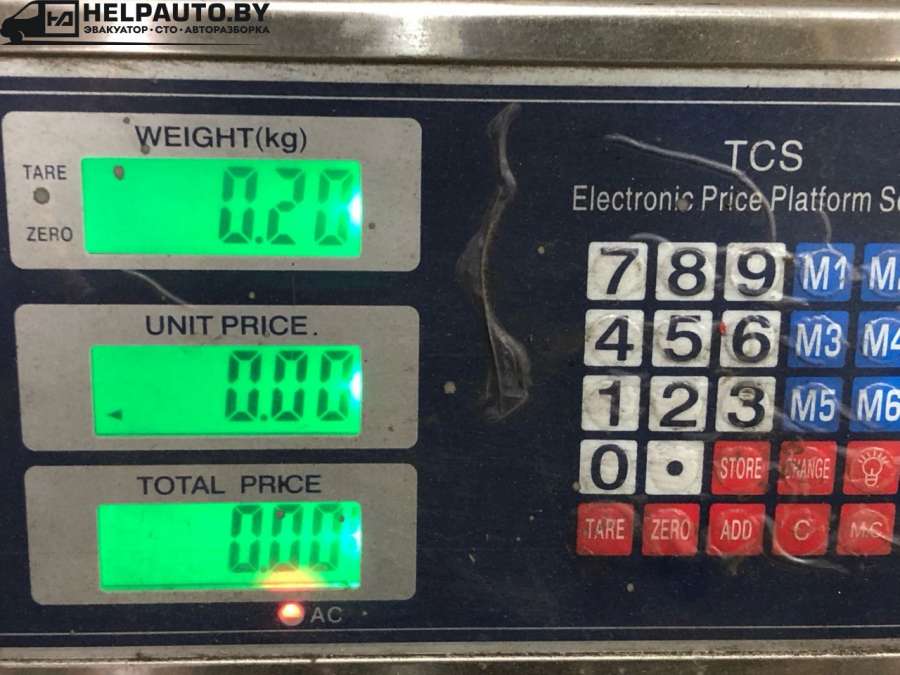 HELPAUTO.BY
ЭВАКУАТОР • СТО • АВТОРАЗБОРКА
WEIGHT(kg)
TARE
0.20
ZERO
UNIT PRICE.
0.00
TOTAL PRICE
0.00
AC
TCS
Electronic Price Platform
7 8 9 M1
4 5 6 M3 M4
1 2 3 M5 M6
0 . STORE CHANGE
TARE ZERO ADD C M.C